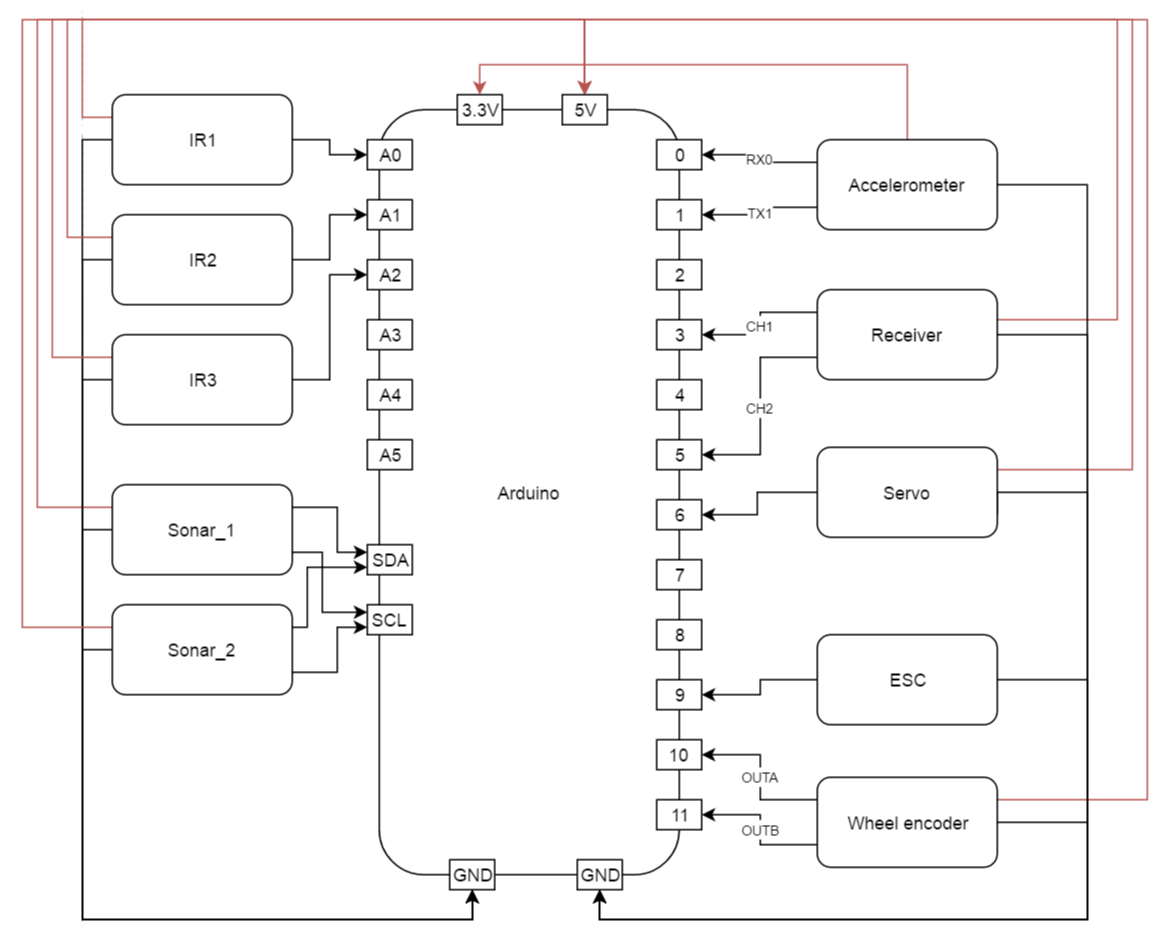 3.3V
5V
IR1
A0
0
RX0
Accelerometer
IR2
A1
1
TX1
A2
2
IR3
A3
3
CH1
Receiver
A4
4
CH2
A5
5
Arduino
6
Servo
Sonar_1
SDA
7
Sonar_2
SCL
8
9
ESC
10
OUTA
11
OUTB
Wheel encoder
GND
GND